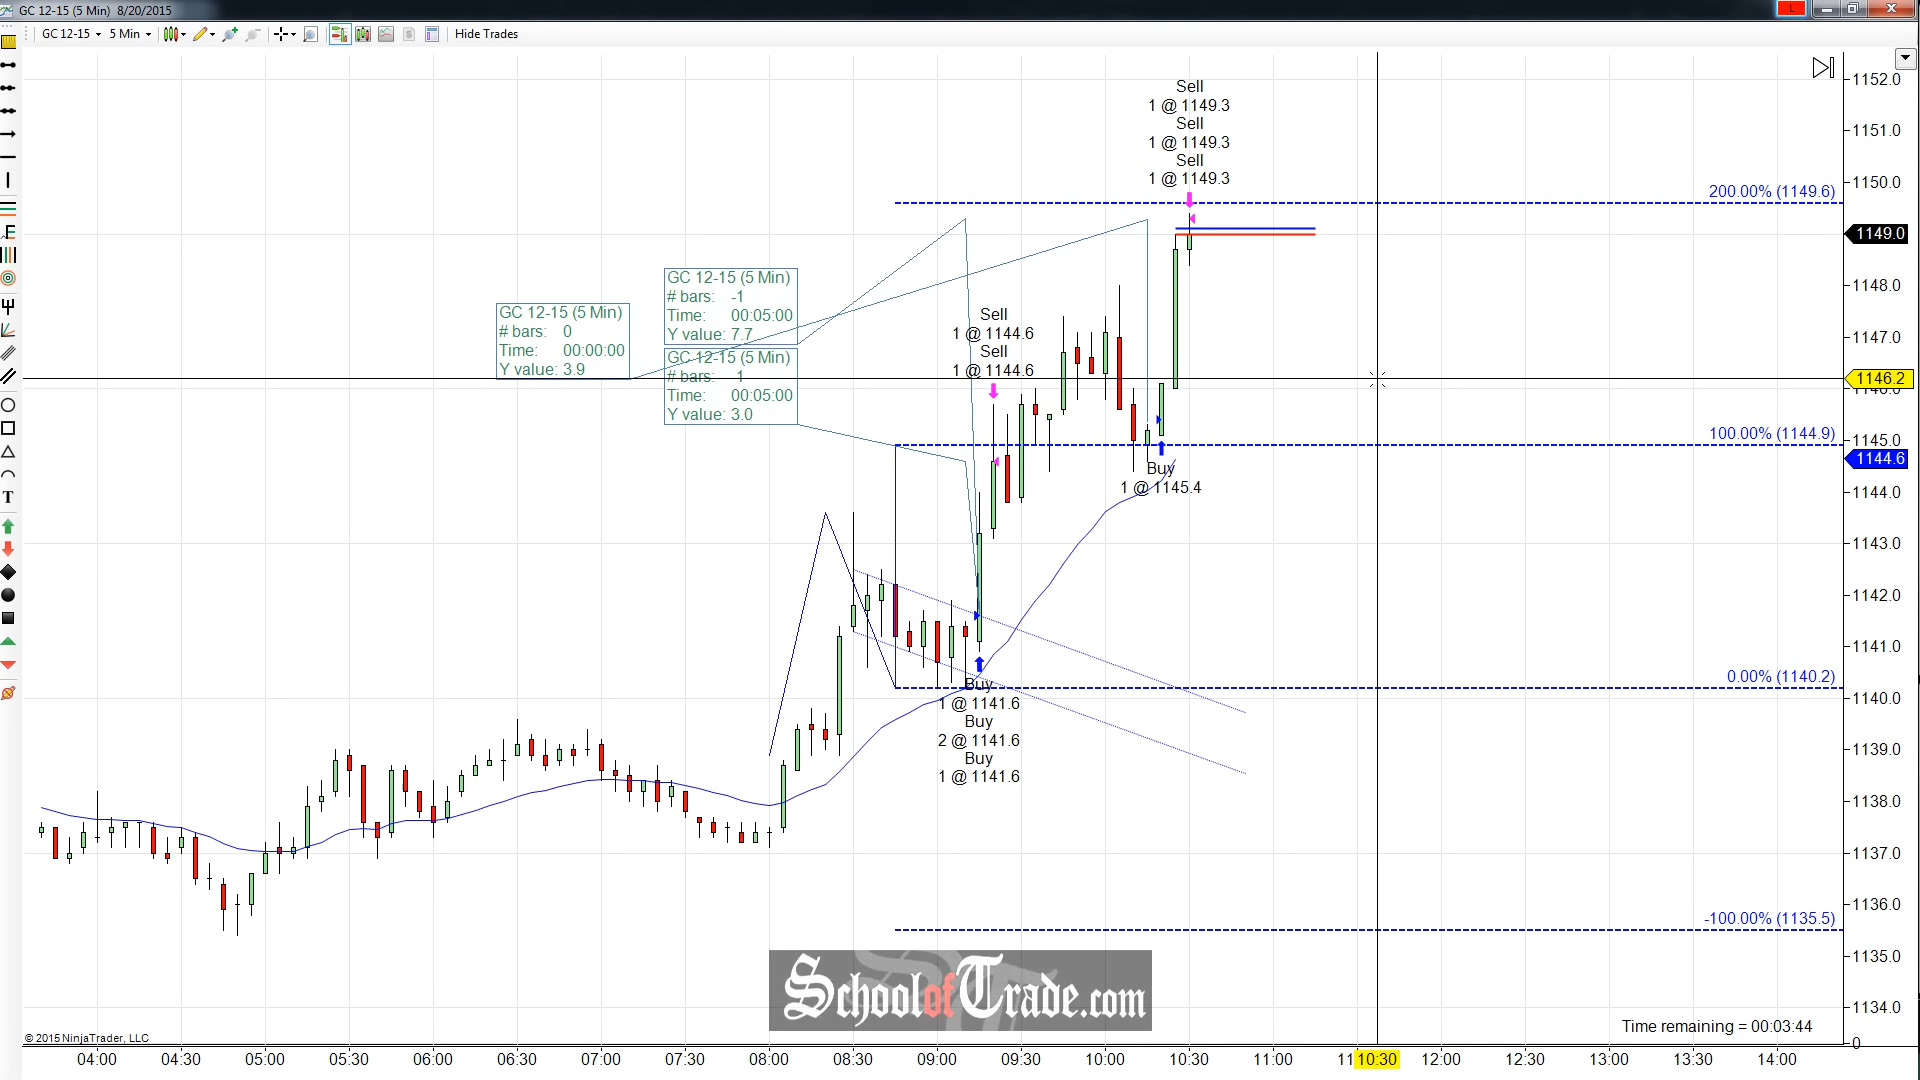 GC 12-15 (5 Min)  8/20/2015
L
GC 12-15 5 Min Hide Trades
Sell
1 @ 1149.3
Sell
1 @ 1149.3
Sell
1 @ 1149.3
200.00% (1149.6)
GC 12-15 (5 Min)
# bars: -1
Time: 00:05:00
Y value: 7.7
GC 12-15 (5 Min)
# bars: 0
Time: 00:00:00
Y value: 3.9
GC 12-15 (5 Min)
# bars: 1
Time: 00:05:00
Y value: 3.0
Sell
1 @ 1144.6
Sell
1 @ 1144.6
100.00% (1144.9)
Buy
1 @ 1145.4
0.00% (1140.2)
Buy
1 @ 1141.6
Buy
2 @ 1141.6
Buy
1 @ 1141.6
-100.00% (1135.5)
1152.0
1151.0
1150.0
1149.0
1148.0
1147.0
1146.2
1146.0
1145.0
1144.6
1144.0
1143.0
1142.0
1141.0
1140.0
1139.0
1138.0
1137.0
1136.0
1135.0
1134.0
0
F
T
SchoolofTrade.com
Time remaining = 00:03:44
© 2015 NinjaTrader, LLC
04:00 04:30 05:00 05:30 06:00 06:30 07:00 07:30 08:00 08:30 09:00 09:30 10:00 10:30 11:00 11 10:30 12:00 12:30 13:00 13:30 14:00